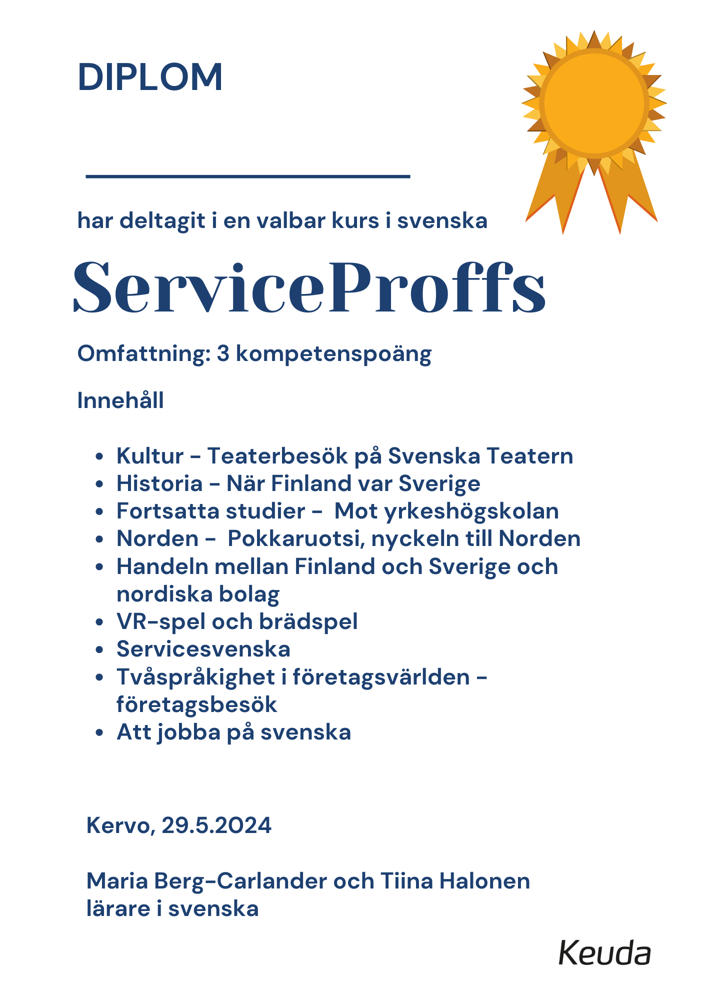 DIPLOM
har deltagit i en valbar kurs i svenska
ServiceProffs
Omfattning: 3 kompetenspoäng
Innehåll
• Kultur - Teaterbesök på Svenska Teatern
• Historia - När Finland var Sverige
• Fortsatta studier - Mot yrkeshögskolan
• Norden - Pokkaruotsi, nyckeln till Norden
• Handeln mellan Finland och Sverige och
nordiska bolag
• VR-spel och brädspel
• Servicesvenska
• Tvåspråkighet i företagsvärlden -
företagsbesök
• Att jobba på svenska
Kervo, 29.5.2024
Maria Berg-Carlander och Tiina Halonen
lärare i svenska
Keuda